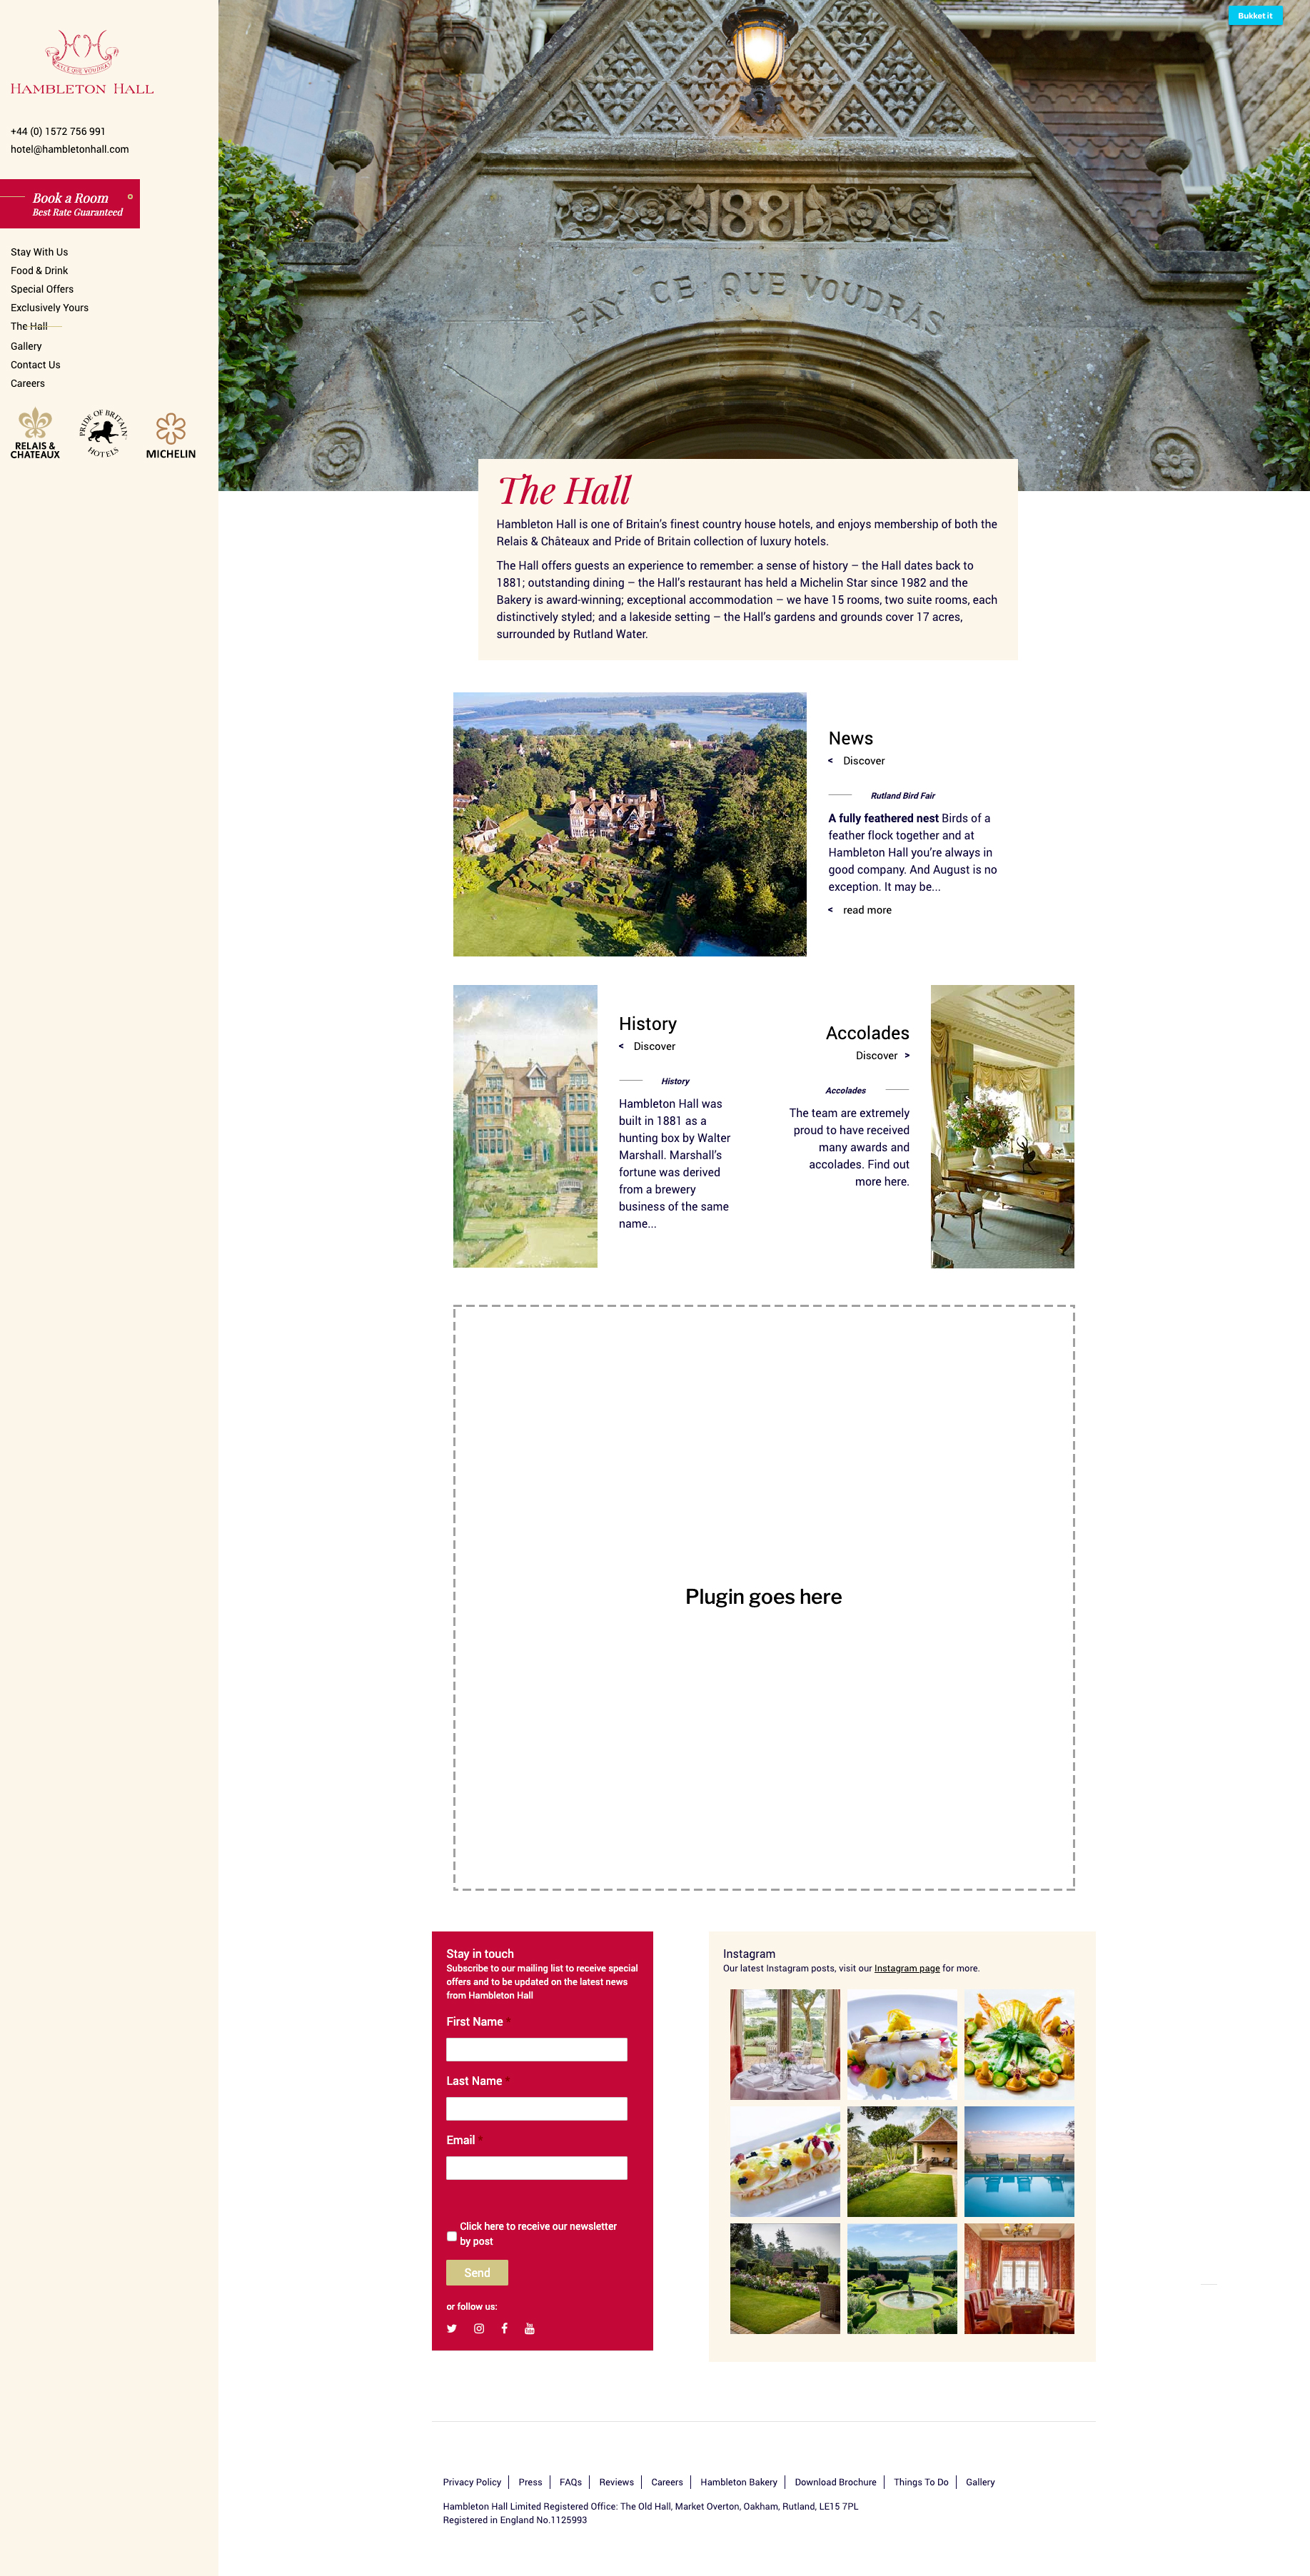 Bukket it
FAY CE QUE VOUDRAS
HAMBLETON HALL
+44 (0) 1572 756 991
hotel@hambletonhall.com
Book a Room
Best Rate Guaranteed
Stay With Us
Food & Drink
Special Offers
Exclusively Yours
The Hall
Gallery
Contact Us
Careers
RELAIS &
CHATEAUX
PRIDE OF BRITAIN
HOTELS
MICHELIN
1881
FAY CE QUE VOUDRAS
The Hall
Hambleton Hall is one of Britain's finest country house hotels, and enjoys membership of both the
Relais & Châteaux and Pride of Britain collection of luxury hotels.
The Hall offers guests an experience to remember: a sense of history – the Hall dates back to
1881; outstanding dining – the Hall's restaurant has held a Michelin Star since 1982 and the
Bakery is award-winning; exceptional accommodation – we have 15 rooms, two suite rooms, each
distinctively styled; and a lakeside setting – the Hall's gardens and grounds cover 17 acres,
surrounded by Rutland Water.
News
< Discover
Rutland Bird Fair
A fully feathered nest Birds of a
feather flock together and at
Hambleton Hall you're always in
good company. And August is no
exception. It may be...
< read more
History
< Discover
History
Hambleton Hall was
built in 1881 as a
hunting box by Walter
Marshall. Marshall's
fortune was derived
from a brewery
business of the same
name...
Accolades
Discover >
Accolades
The team are extremely
proud to have received
many awards and
accolades. Find out
more here.
Plugin goes here
Stay in touch
Subscribe to our mailing list to receive special
offers and to be updated on the latest news
from Hambleton Hall
First Name *
Last Name *
Email *
Click here to receive our newsletter
by post
Send
or follow us:
Instagram
Our latest Instagram posts, visit our Instagram page for more.
Privacy Policy | Press | FAQs | Reviews | Careers | Hambleton Bakery | Download Brochure | Things To Do | Gallery
Hambleton Hall Limited Registered Office: The Old Hall, Market Overton, Oakham, Rutland, LE15 7PL
Registered in England No.1125993